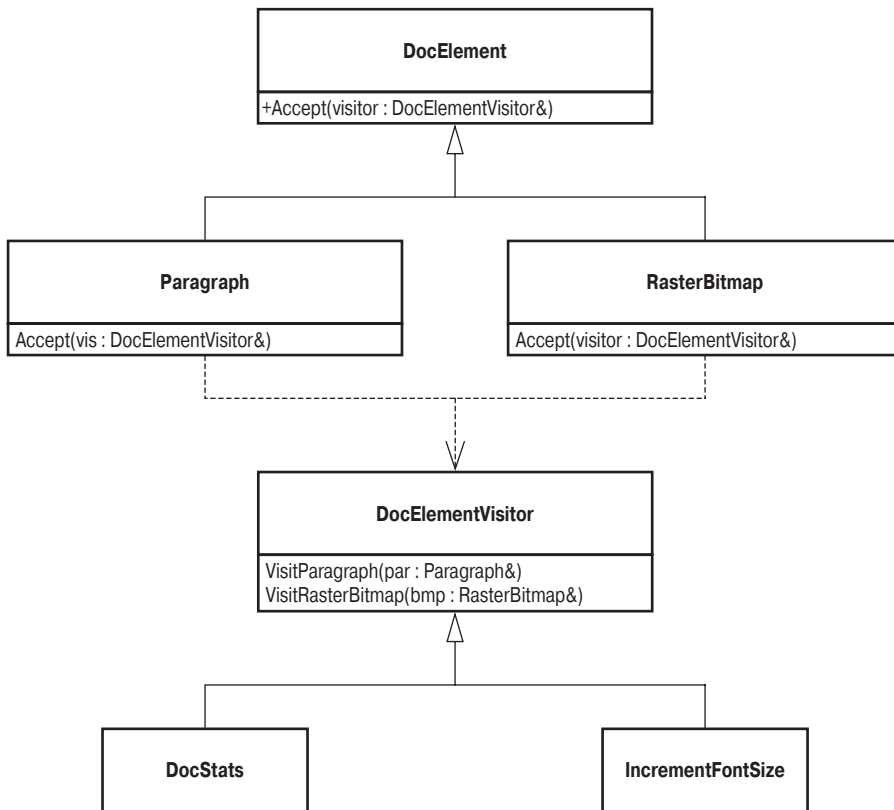 DocElement
+Accept(visitor : DocElementVisitor&)
Paragraph
Accept(vis : DocElementVisitor&)
RasterBitmap
Accept(visitor : DocElementVisitor&)
DocElementVisitor
VisitParagraph(par : Paragraph&)
VisitRasterBitmap(bmp : RasterBitmap&)
DocStats
IncrementFontSize